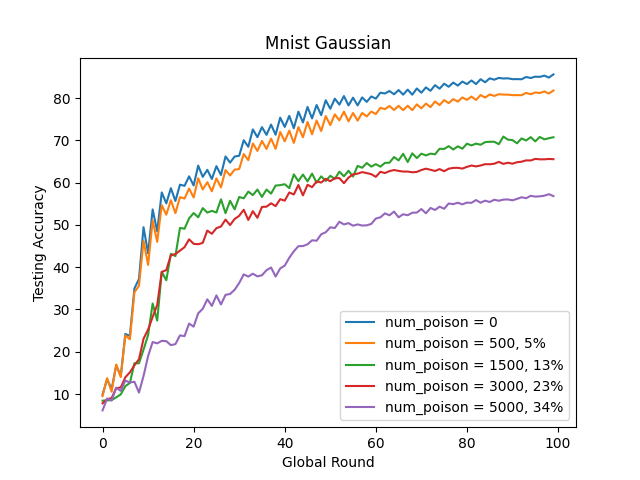 Mnist Gaussian
Testing Accuracy
80
70
60
50
40
30
20
10
0
20
40
60
80
100
Global Round
num_poison = 0
num_poison = 500, 5%
num_poison = 1500, 13%
num_poison = 3000, 23%
num_poison = 5000, 34%